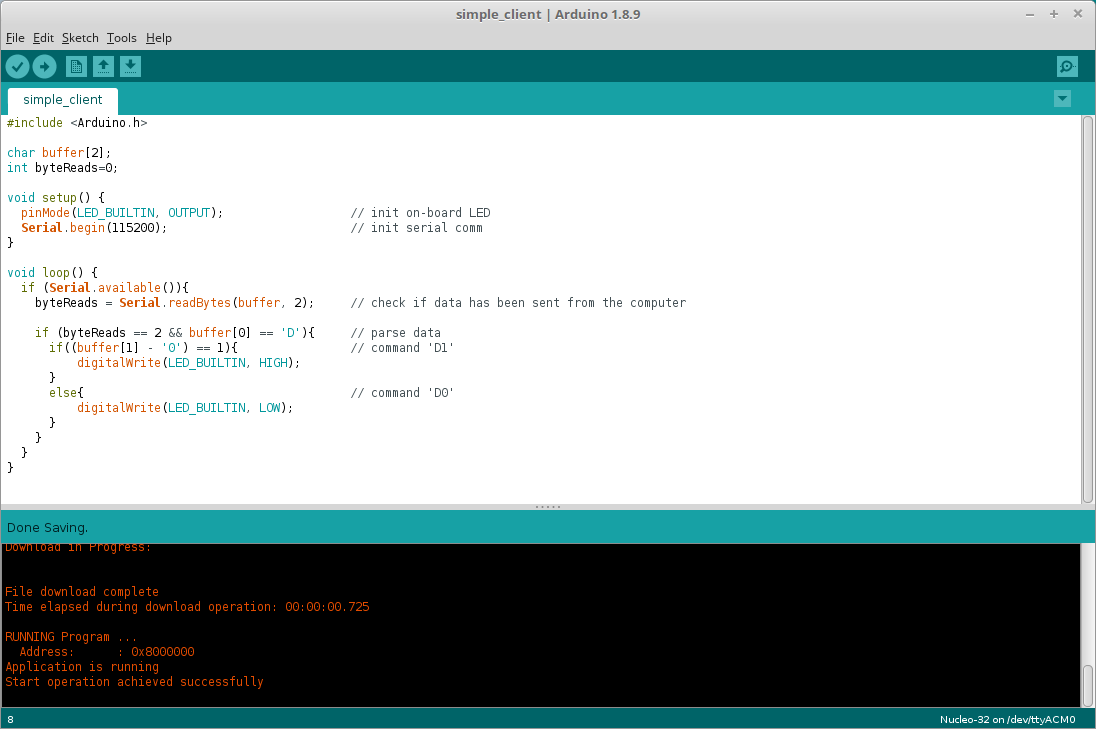 simple_client | Arduino 1.8.9
File Edit Sketch Tools Help
simple_client
#include <Arduino.h>
char buffer[2];
int byteReads=0;
void setup() {
  pinMode(LED_BUILTIN, OUTPUT);                  // init on-board LED
  Serial.begin(115200);                          // init serial comm
}
void loop() {
  if (Serial.available()){
    byteReads = Serial.readBytes(buffer, 2);     // check if data has been sent from the computer
    if (byteReads == 2 && buffer[0] == 'D'){     // parse data
      if((buffer[1] - '0') == 1){                // command 'D1'
          digitalWrite(LED_BUILTIN, HIGH);
      }
      else{                                      // command 'D0'
          digitalWrite(LED_BUILTIN, LOW);
      }
    }
  }
}
Done Saving.
Download in Progress:
File download complete
Time elapsed during download operation: 00:00:00.725
RUNNING Program ...
  Address:      : 0x8000000
Application is running
Start operation achieved successfully
8
Nucleo-32 on /dev/ttyACM0